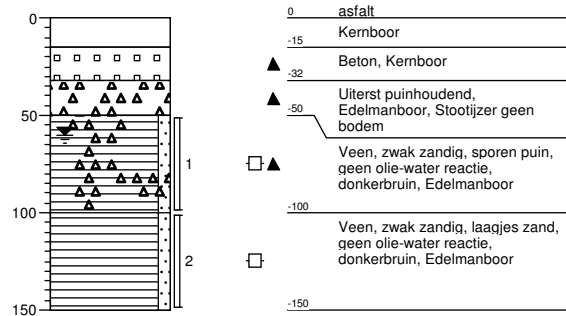 0
50
100
150
1
2
0
asfalt
Kernboor
-15
Beton, Kernboor
-32
Uiterst puinhoudend,
Edelmanboor, Stootijzer geen
bodem
-50
Veen, zwak zandig, sporen puin,
geen olie-water reactie,
donkerbruin, Edelmanboor
-100
Veen, zwak zandig, laagjes zand,
geen olie-water reactie,
donkerbruin, Edelmanboor
-150